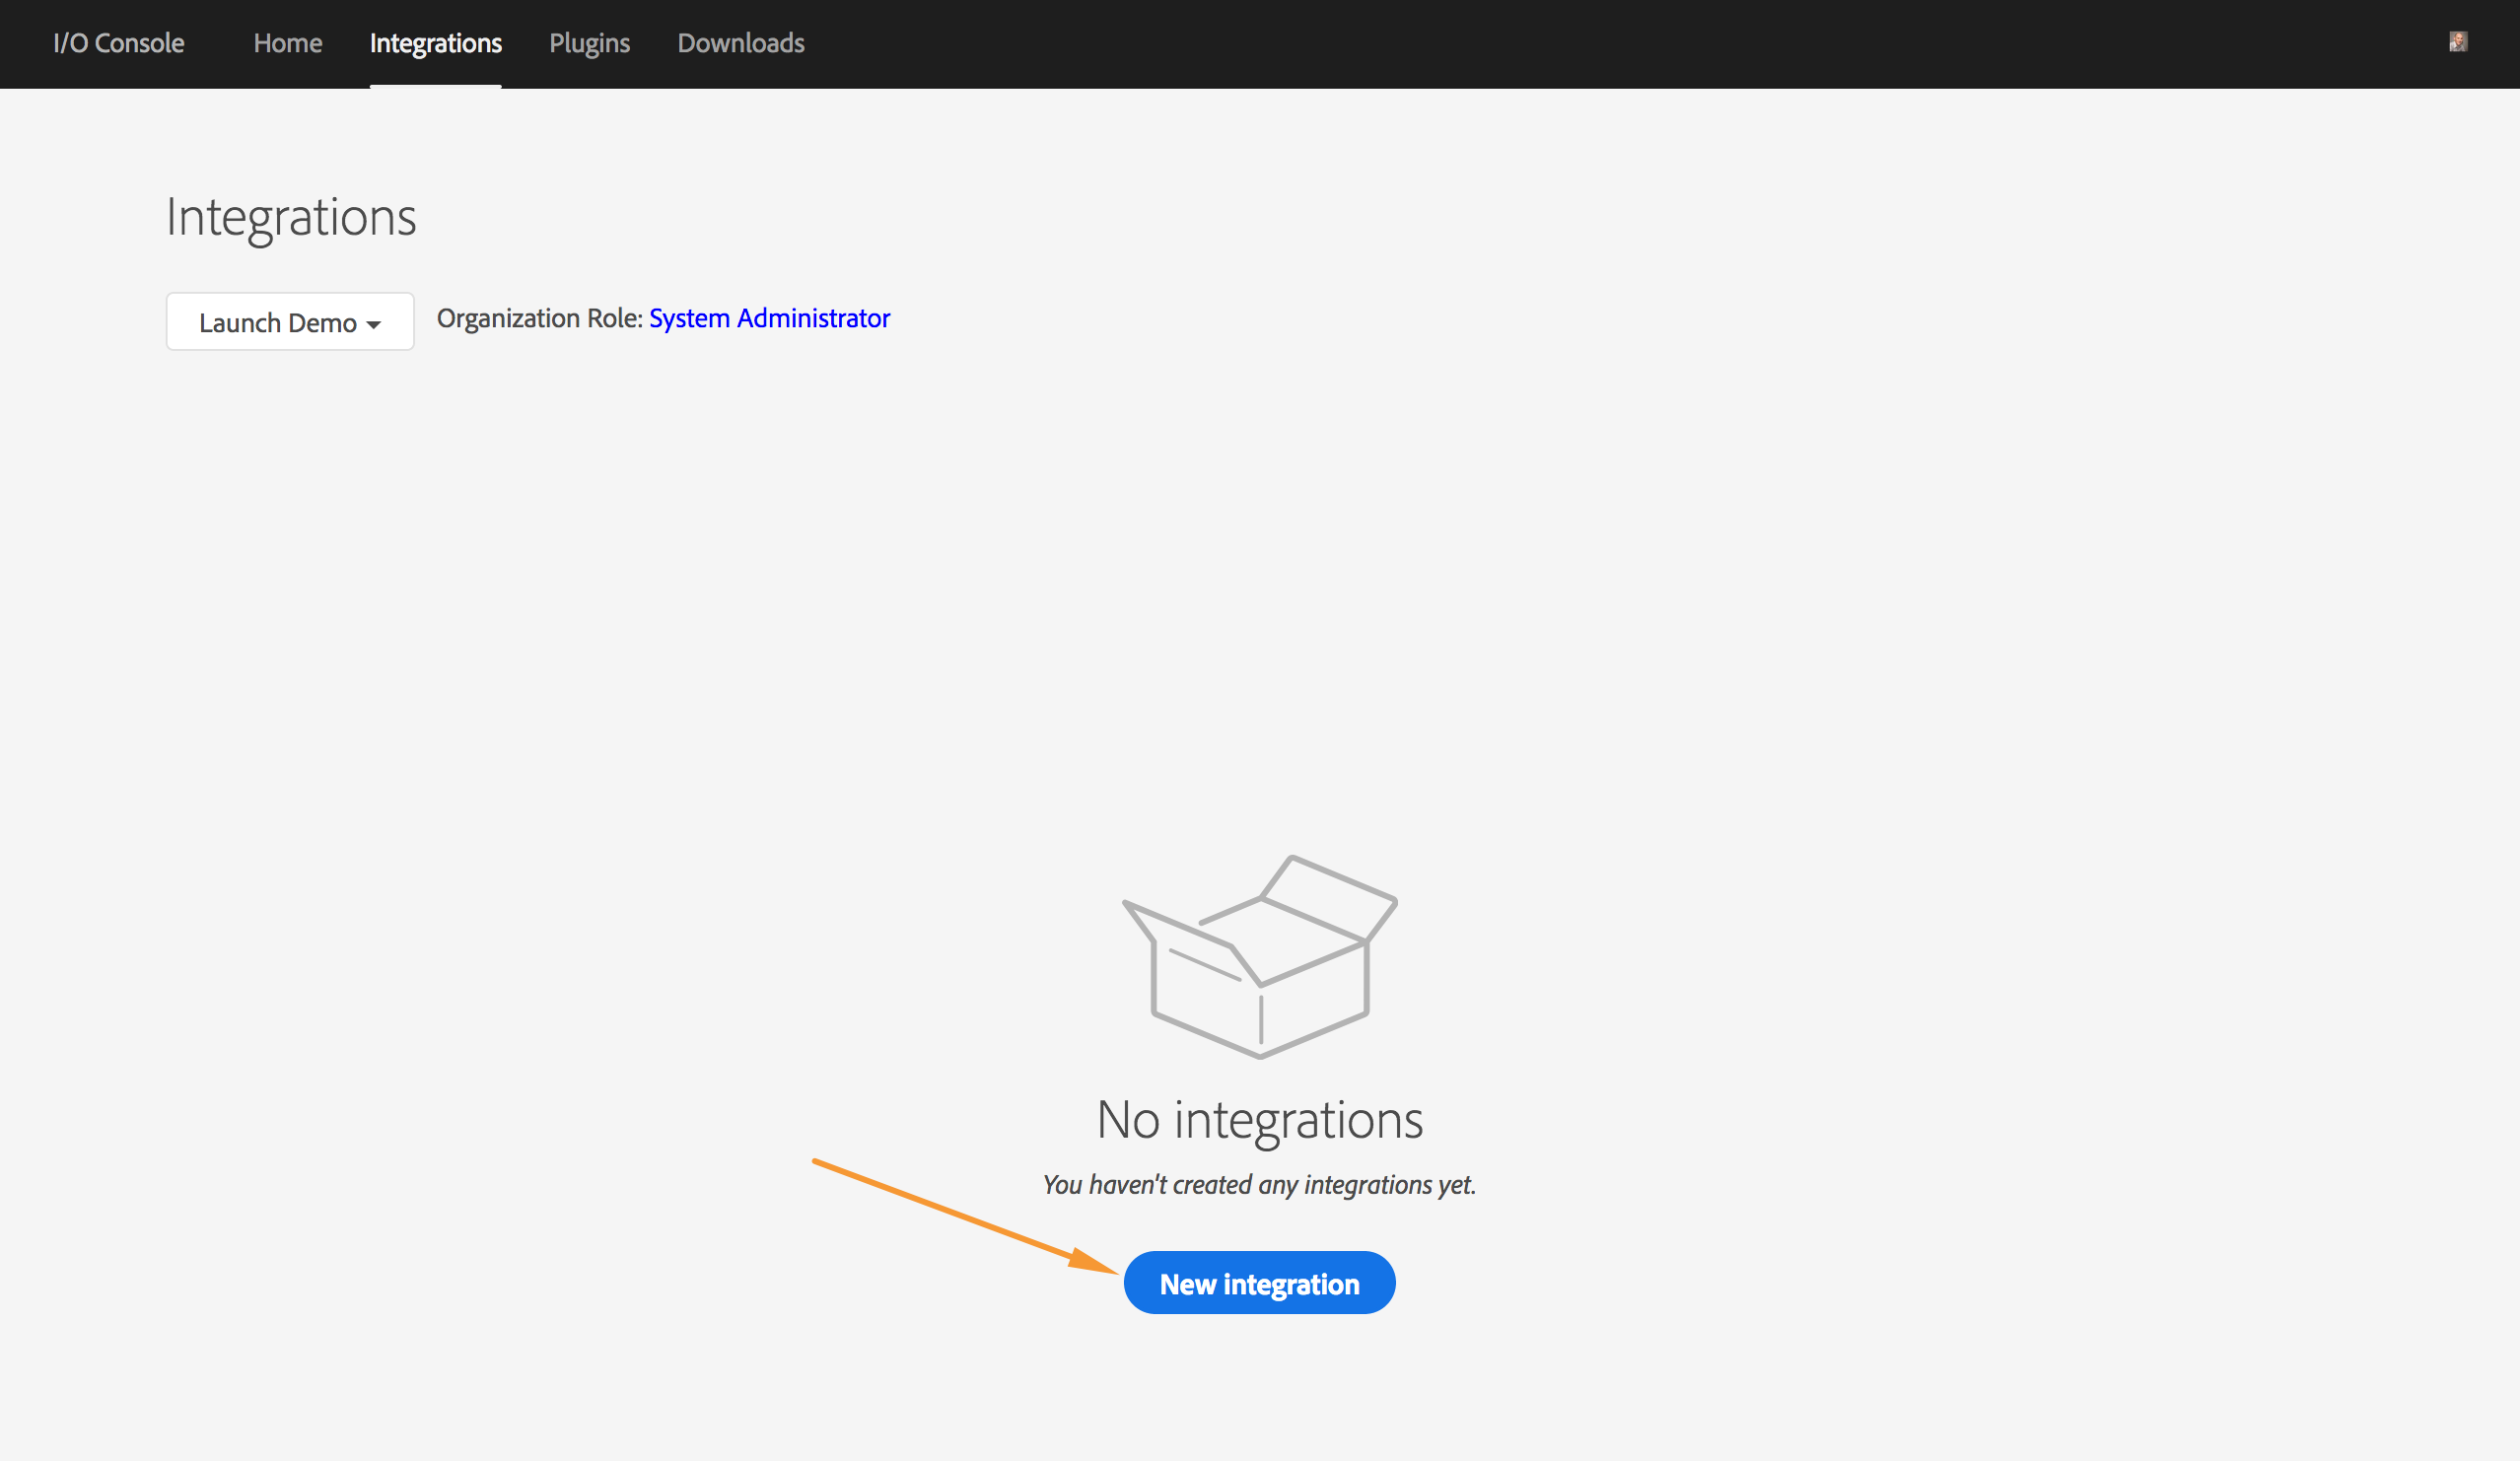 I/O Console Home Integrations Plugins Downloads
Integrations
Launch Demo Organization Role: System Administrator
No integrations
You haven't created any integrations yet.
New integration